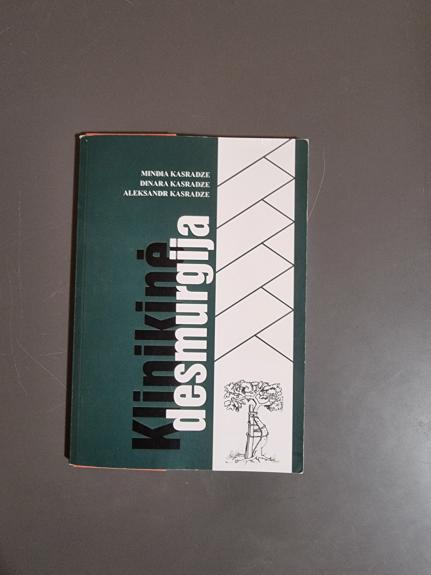 MINDIA KASRADZE
DINARA KASRADZE
ALEKSANDR KASRADZE
Klinikinė
desmurgija